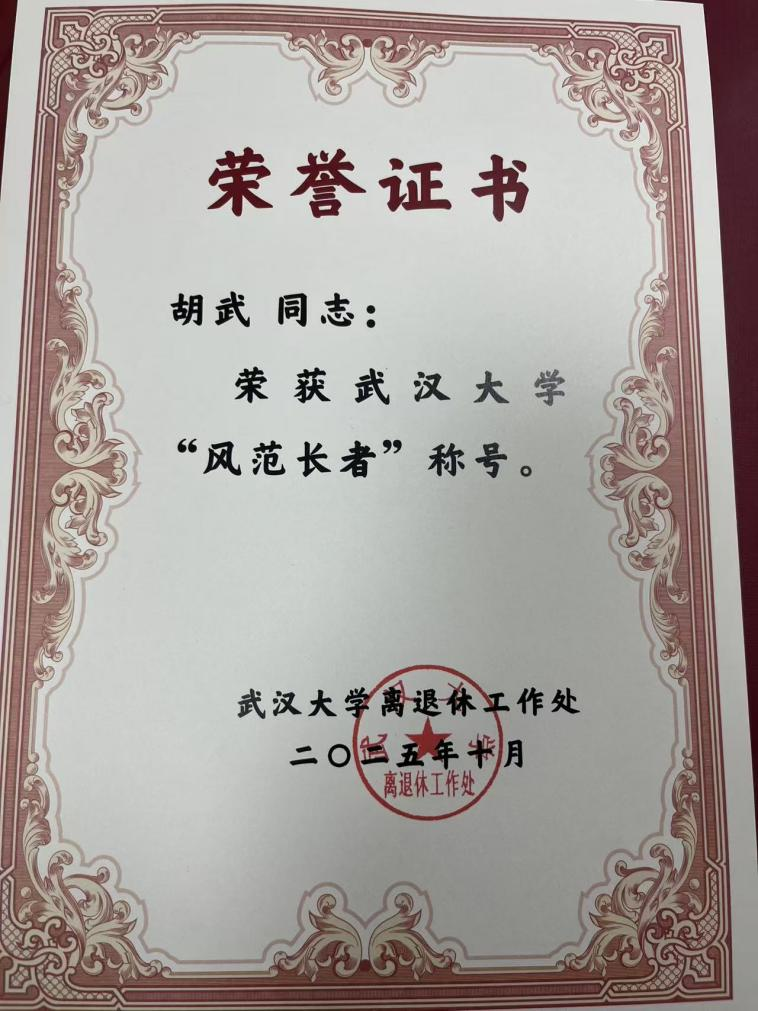 荣誉证书
胡武 同志：
荣获武汉大学
“风范长者”称号。
武汉大学离退休工作处
二〇二五年十月
离退休工作处